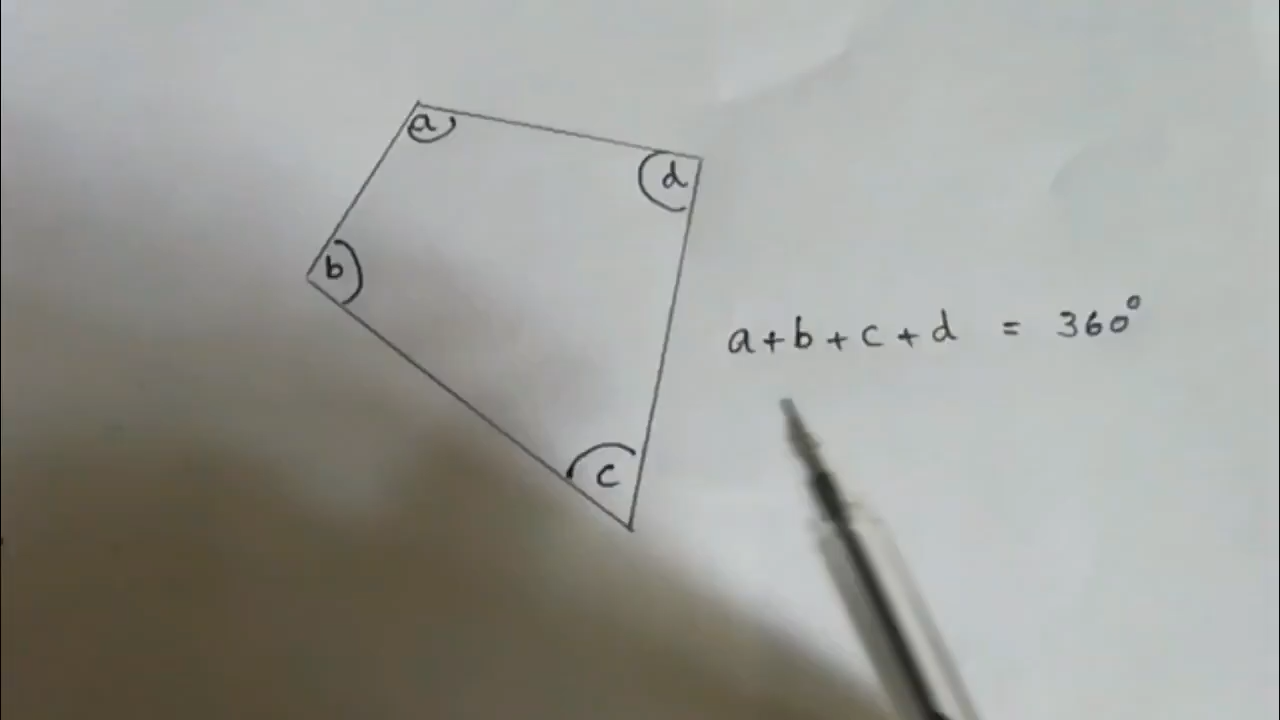 a
d
b
a+b+c+d = 360°
c